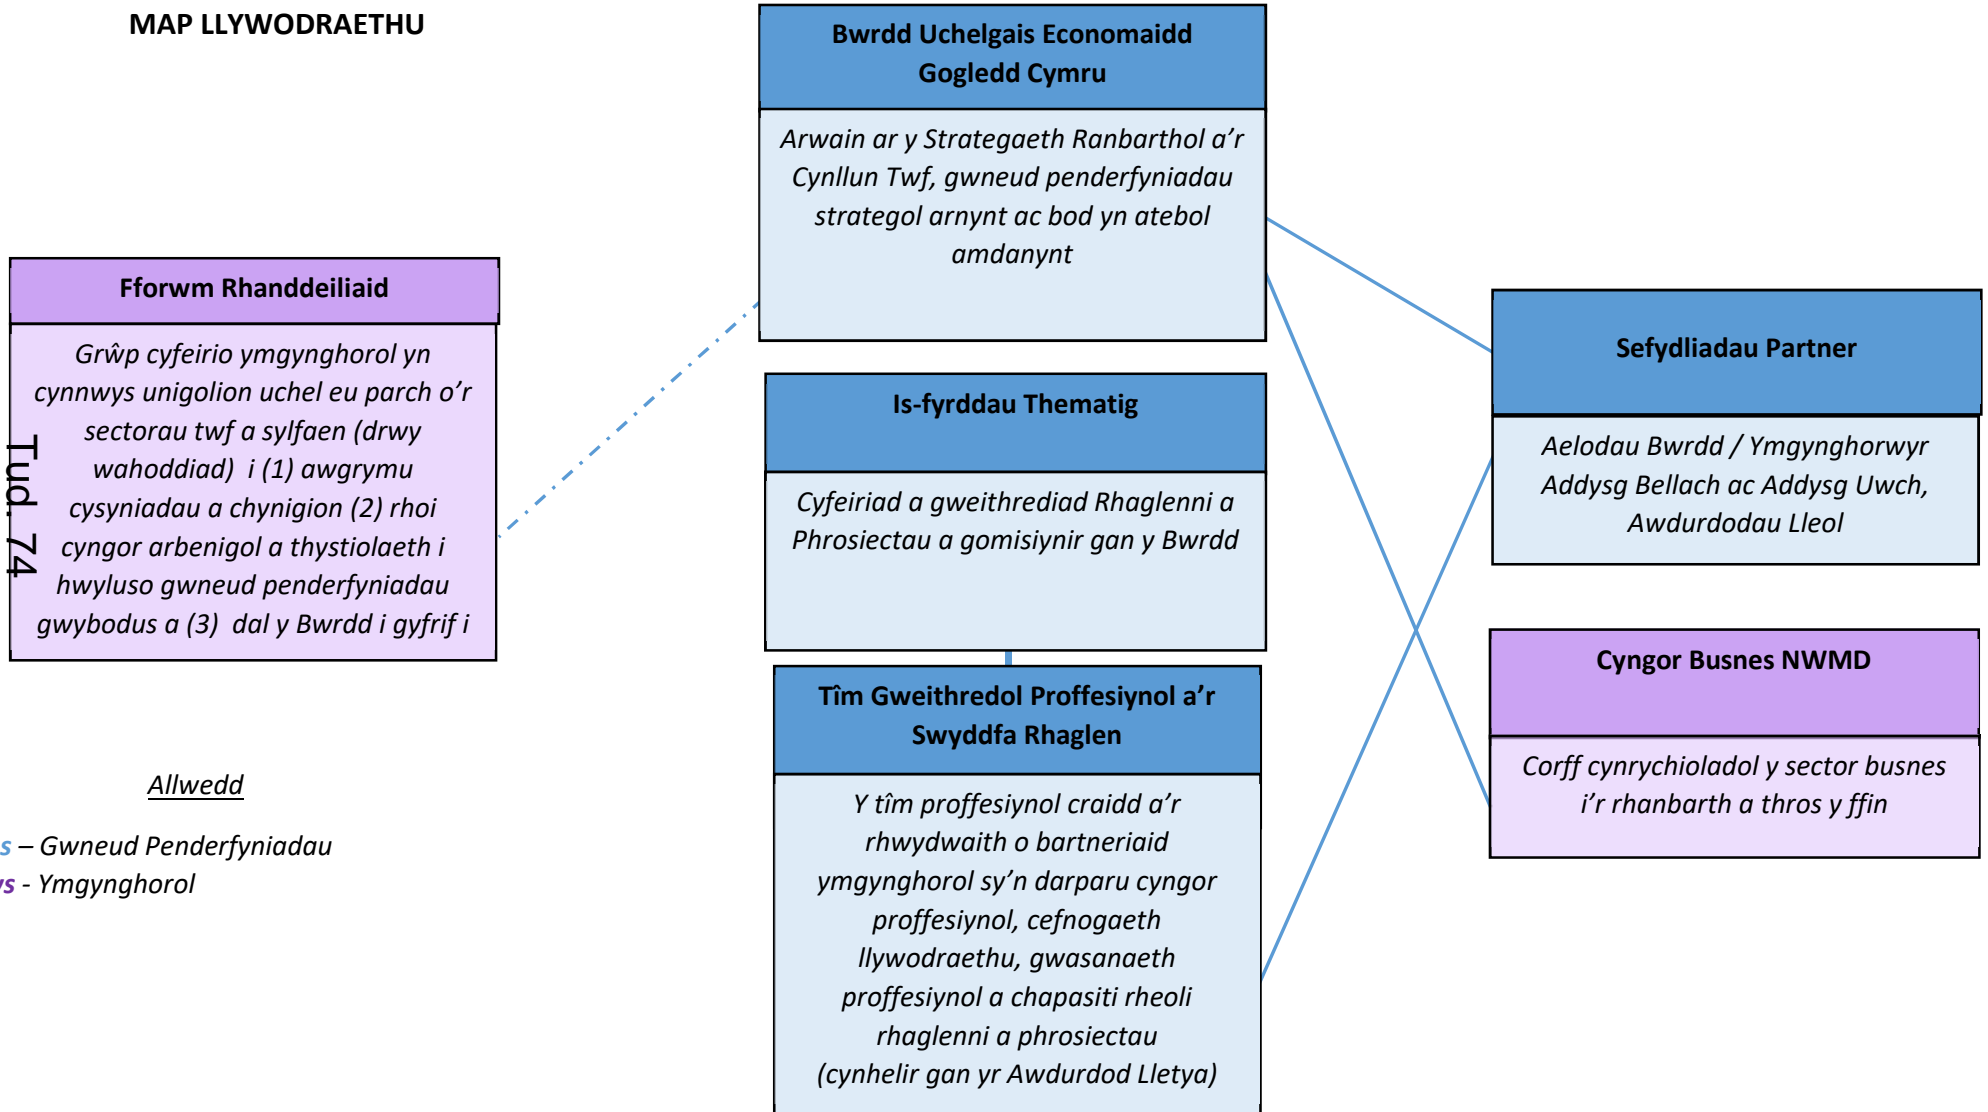 MAP LLYWODRAETHU
Bwrdd Uchelgais Economaidd
Gogledd Cymru
Arwain ar y Strategaeth Ranbarthol a’r
Cynllun Twf, gwneud penderfyniadau
strategol arnynt ac bod yn atebol
amdanynt
Fforwm Rhanddeiliaid
Grŵp cyfeirio ymgynghorol yn
cynnwys unigolion uchel eu parch o’r
sectorau twf a sylfaen (drwy
wahoddiad) i (1) awgrymu
cysyniadau a chynigion (2) rhoi
cyngor arbenigol a thystiolaeth i
hwyluso gwneud penderfyniadau
gwybodus a (3) dal y Bwrdd i gyfrif i
Tud. 74
Is-fyrddau Thematig
Cyfeiriad a gweithrediad Rhaglenni a
Phrosiectau a gomisiynir gan y Bwrdd
Sefydliadau Partner
Aelodau Bwrdd / Ymgynghorwyr
Addysg Bellach ac Addysg Uwch,
Awdurdodau Lleol
Tîm Gweithredol Proffesiynol a’r
Swyddfa Rhaglen
Y tîm proffesiynol craidd a’r
rhwydwaith o bartneriaid
ymgynghorol sy’n darparu cyngor
proffesiynol, cefnogaeth
llywodraethu, gwasanaeth
proffesiynol a chapasiti rheoli
rhaglenni a phrosiectau
(cynhelir gan yr Awdurdod Lletya)
Cyngor Busnes NWMD
Corff cynrychioladol y sector busnes
i’r rhanbarth a thros y ffin
Allwedd
s – Gwneud Penderfyniadau
s - Ymgynghorol